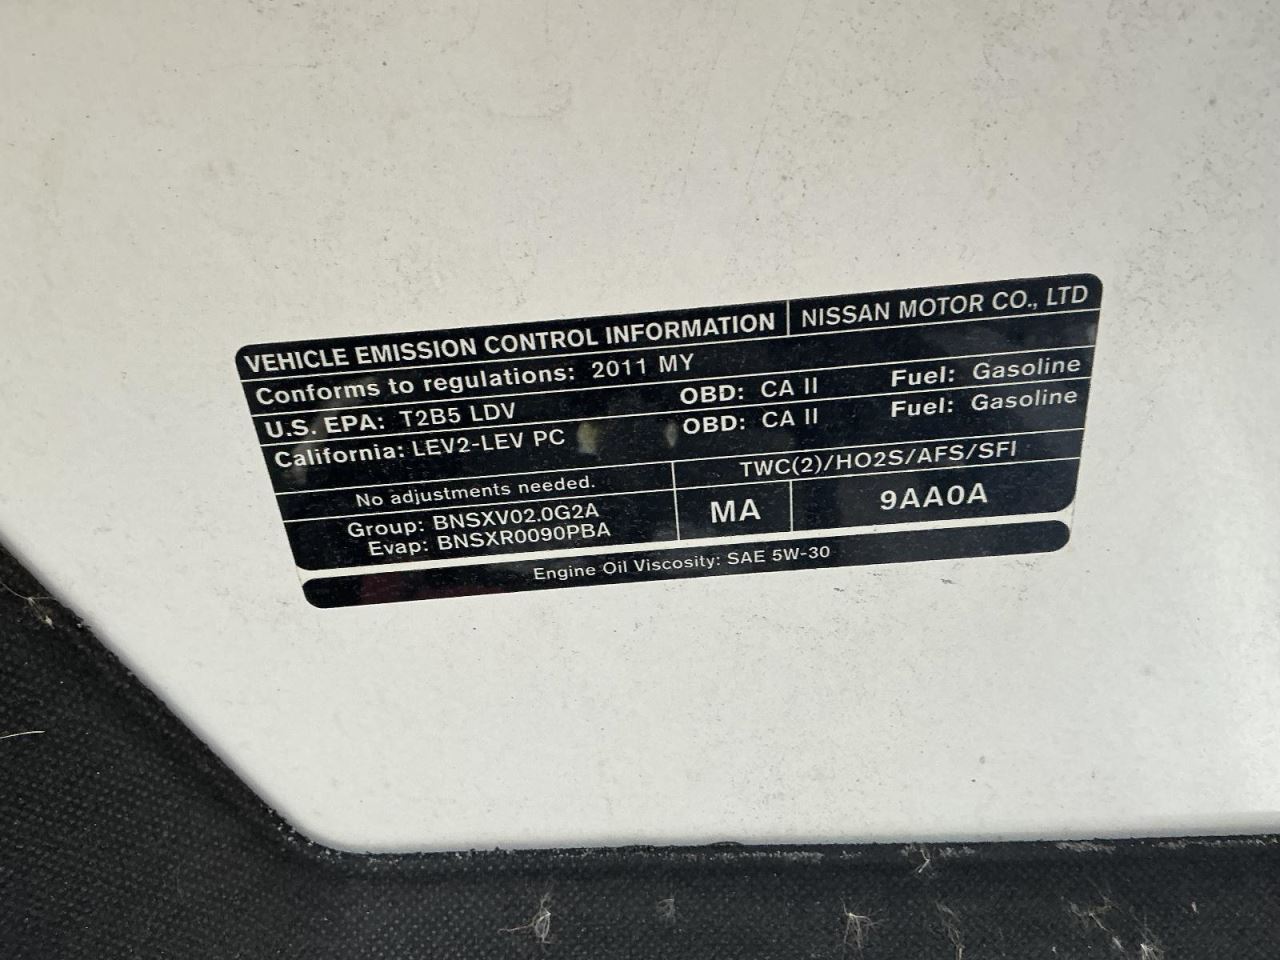 VEHICLE EMISSION CONTROL INFORMATION NISSAN MOTOR CO., LTD
Conforms to regulations: 2011 MY
U.S. EPA: T2B5 LDV OBD: CA II Fuel: Gasoline
California: LEV2-LEV PC OBD: CA II Fuel: Gasoline
No adjustments needed. TWC(2)/HO2S/AFS/SFI
Group: BNSXV02.0G2A MA 9AA0A
Evap: BNSXR0090PBA
Engine Oil Viscosity: SAE 5W-30